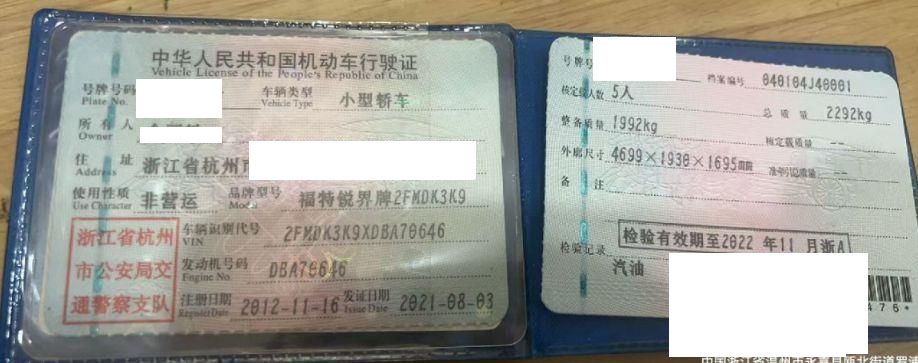 中华人民共和国机动车行驶证
Vehicle License of the People's Republic of China
号牌号码
Plate No.
车辆类型 小型轿车
Vehicle Type
所有人
Owner
住址 浙江省杭州市
Address
使用性质 非营运
Use Character
品牌型号 福特锐界牌2FMDK3K9
Model
浙江省杭州
市公安局交
通警察支队
车辆识别代号 2FMDK3K9XDBA70646
VIN
发动机号码 DBA70646
Engine No.
注册日期 2012-11-16
Register Date
发证日期 2021-08-03
Issue Date
号牌号
档案编号 040104J40001
核定载人数 5人
总质量 2292kg
整备质量 1992kg
核定载质量 --
外廓尺寸 4699×1930×1695mm
准牵引总质量 --
备注
检验记录 检验有效期至2022年11月浙A
汽油
476*